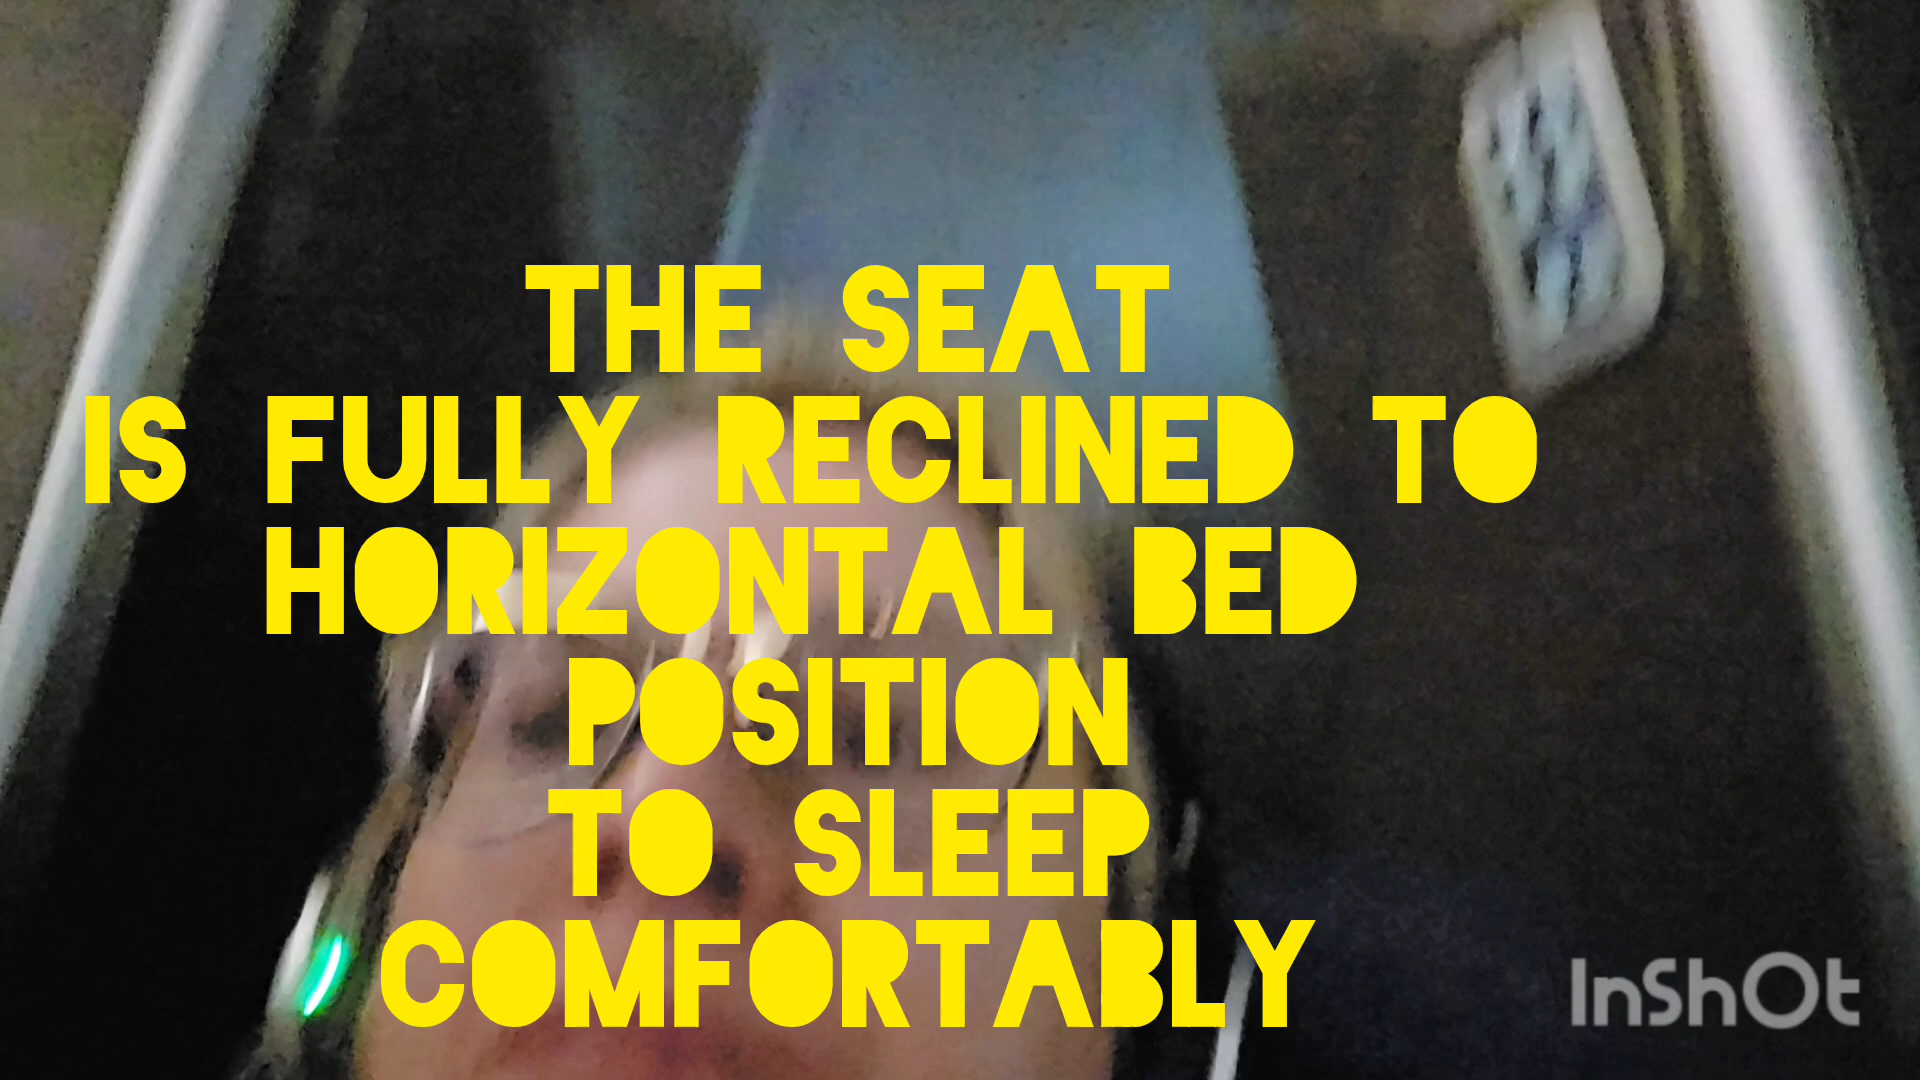 THE SEAT
IS FULLY RECLINED TO
HORIZONTAL BED
POSITION
TO SLEEP
COMFORTABLY
InShOt